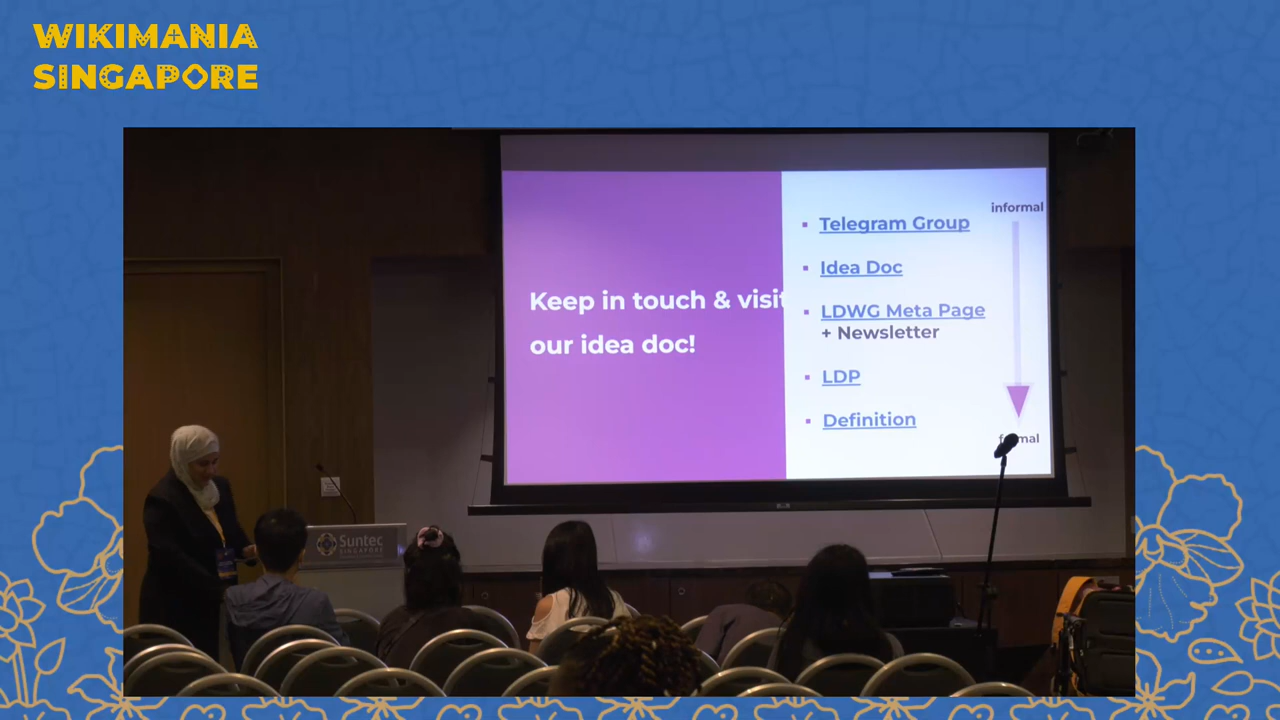 WIKIMANIA
SINGAPORE
informal
Telegram Group
Idea Doc
Keep in touch & visit
our idea doc!
LDWG Meta Page
+ Newsletter
LDP
Definition
Suntec
SINGAPORE